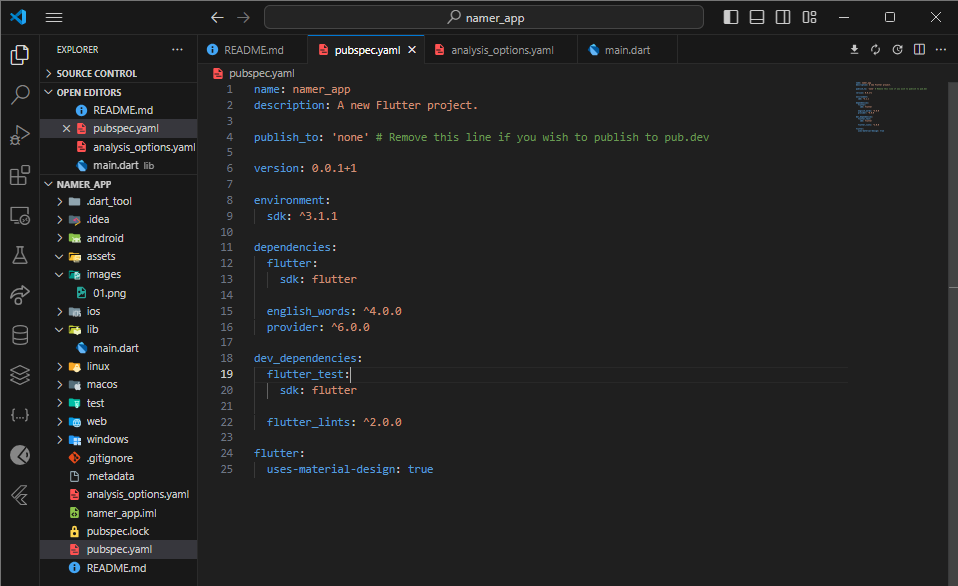 namer_app
EXPLORER
README.md
pubspec.yaml
analysis_options.yaml
main.dart
SOURCE CONTROL
OPEN EDITORS
README.md
pubspec.yaml
analysis_options.yaml
main.dart lib
NAMER_APP
.dart_tool
.idea
android
assets
images
01.png
ios
lib
main.dart
linux
macos
test
web
windows
.gitignore
.metadata
analysis_options.yaml
namer_app.iml
pubspec.lock
pubspec.yaml
README.md
pubspec.yaml
1 name: namer_app
2 description: A new Flutter project.
3
4 publish_to: 'none' # Remove this line if you wish to publish to pub.dev
5
6 version: 0.0.1+1
7
8 environment:
9 sdk: ^3.1.1
10
11 dependencies:
12 flutter:
13 sdk: flutter
14
15 english_words: ^4.0.0
16 provider: ^6.0.0
17
18 dev_dependencies:
19 flutter_test:
20 sdk: flutter
21
22 flutter_lints: ^2.0.0
23
24 flutter:
25 uses-material-design: true